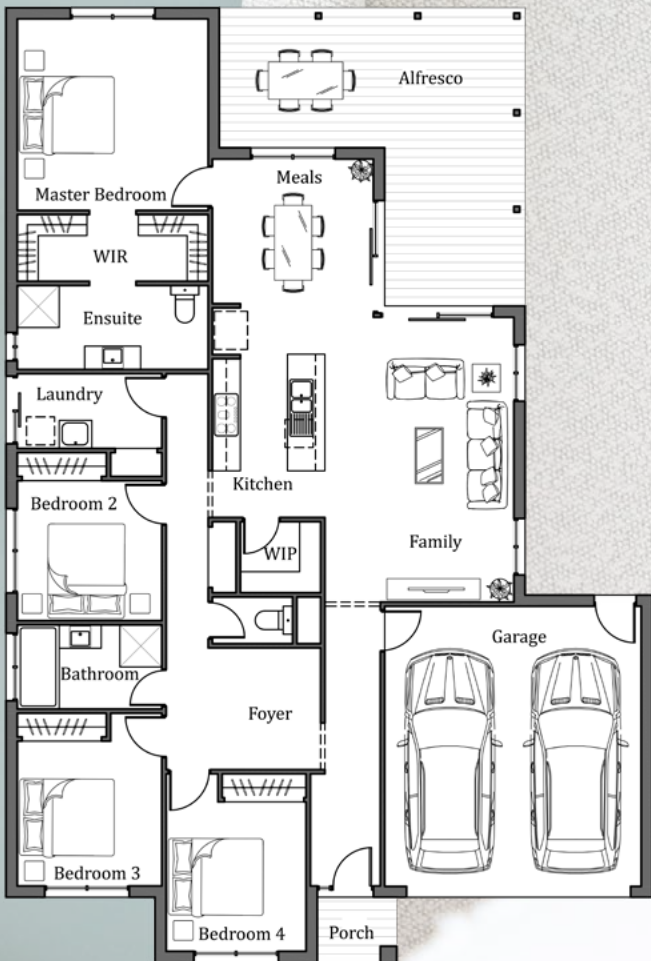 Alfresco
Meals
Master Bedroom
WIR
Ensuite
Laundry
Kitchen
Bedroom 2
WIP
Family
Garage
Bathroom
Foyer
Bedroom 3
Bedroom 4
Porch